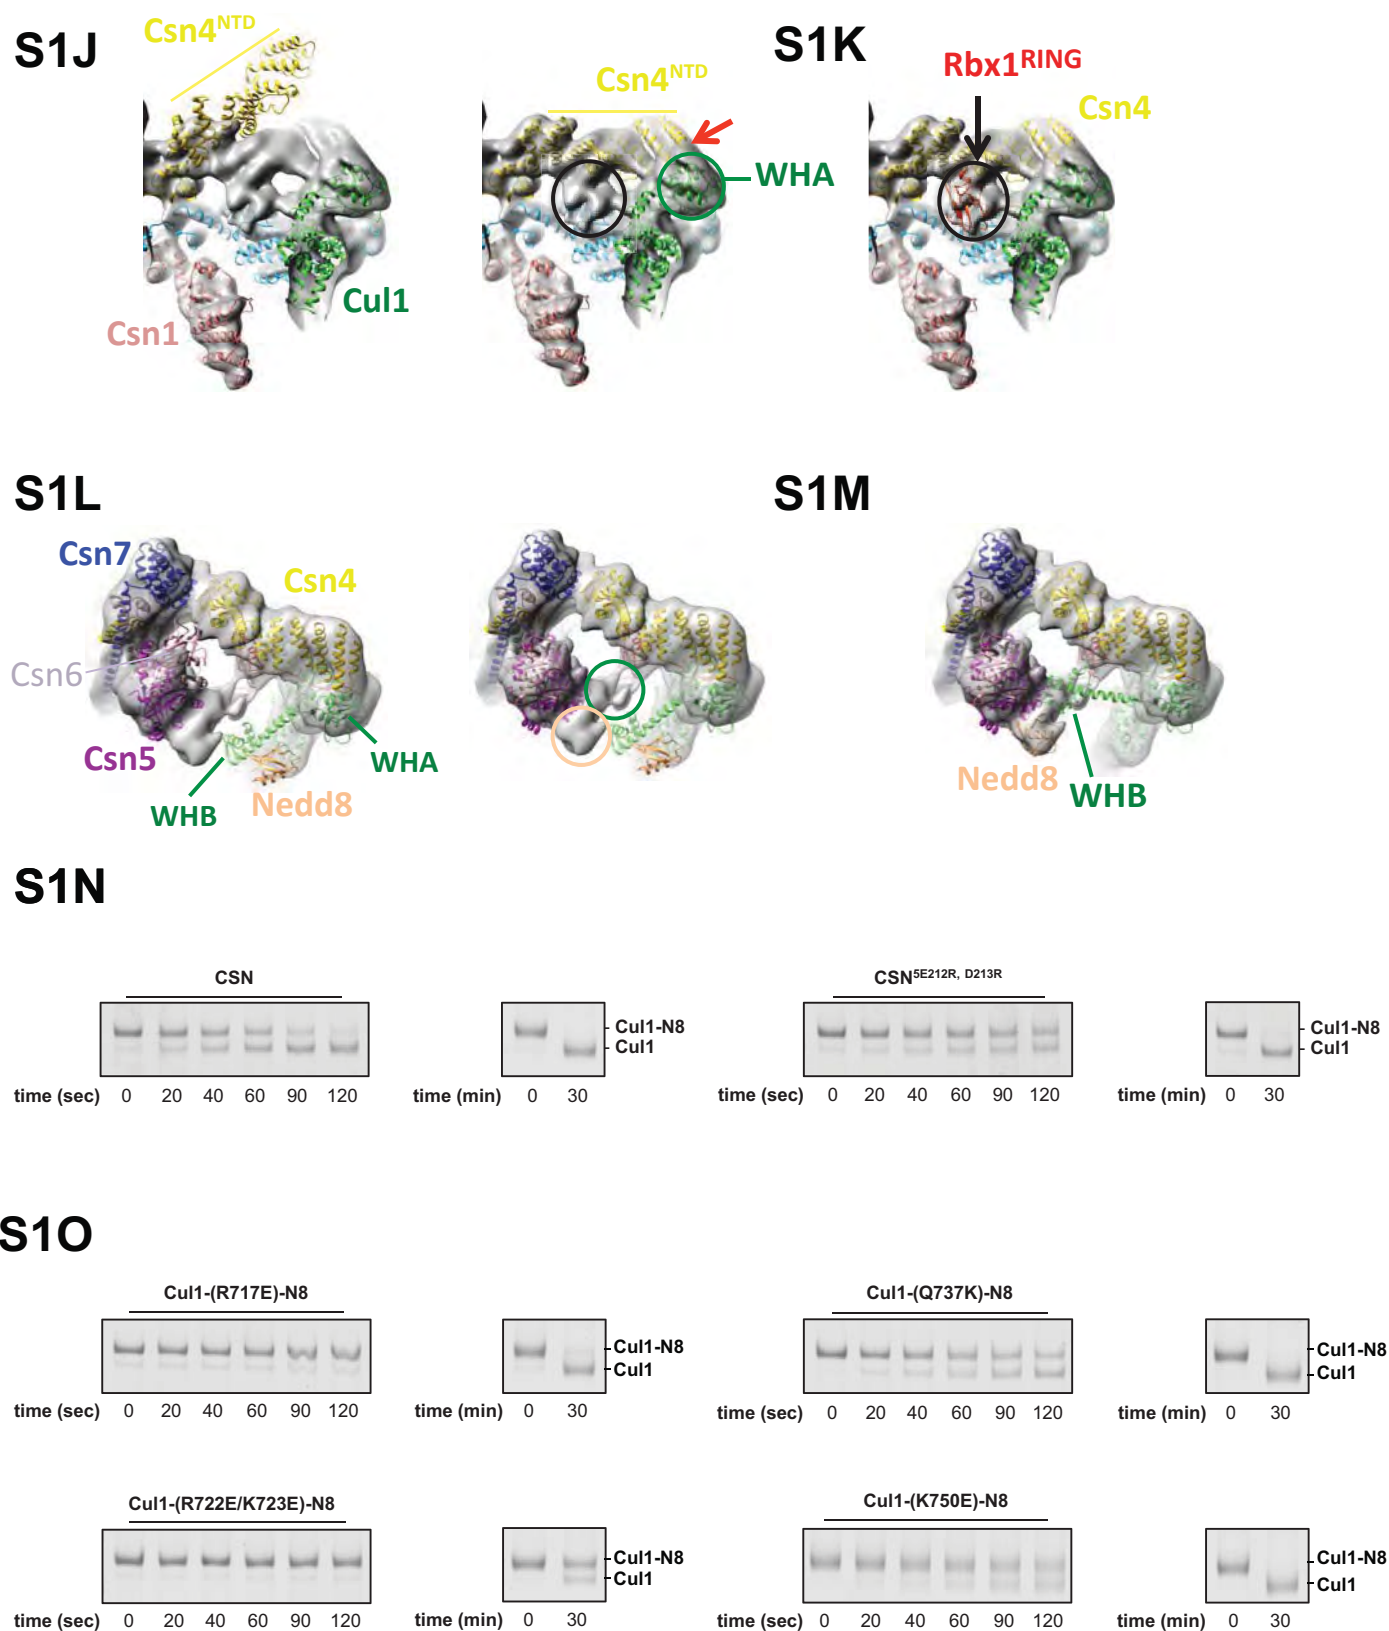 S1J
Csn4NTD
Csn1
Cul1
Csn4NTD
WHA
S1K
Rbx1RING
Csn4
S1L
Csn7
Csn4
Csn6
Csn5
WHB
Nedd8
WHA
S1M
Nedd8
WHB
S1N
CSN
time (sec) 0 20 40 60 90 120
Cul1-N8
Cul1
time (min) 0 30
CSN5E212R, D213R
time (sec) 0 20 40 60 90 120
Cul1-N8
Cul1
time (min) 0 30
S1O
Cul1-(R717E)-N8
time (sec) 0 20 40 60 90 120
Cul1-N8
Cul1
time (min) 0 30
Cul1-(Q737K)-N8
time (sec) 0 20 40 60 90 120
Cul1-N8
Cul1
time (min) 0 30
Cul1-(R722E/K723E)-N8
time (sec) 0 20 40 60 90 120
Cul1-N8
Cul1
time (min) 0 30
Cul1-(K750E)-N8
time (sec) 0 20 40 60 90 120
Cul1-N8
Cul1
time (min) 0 30